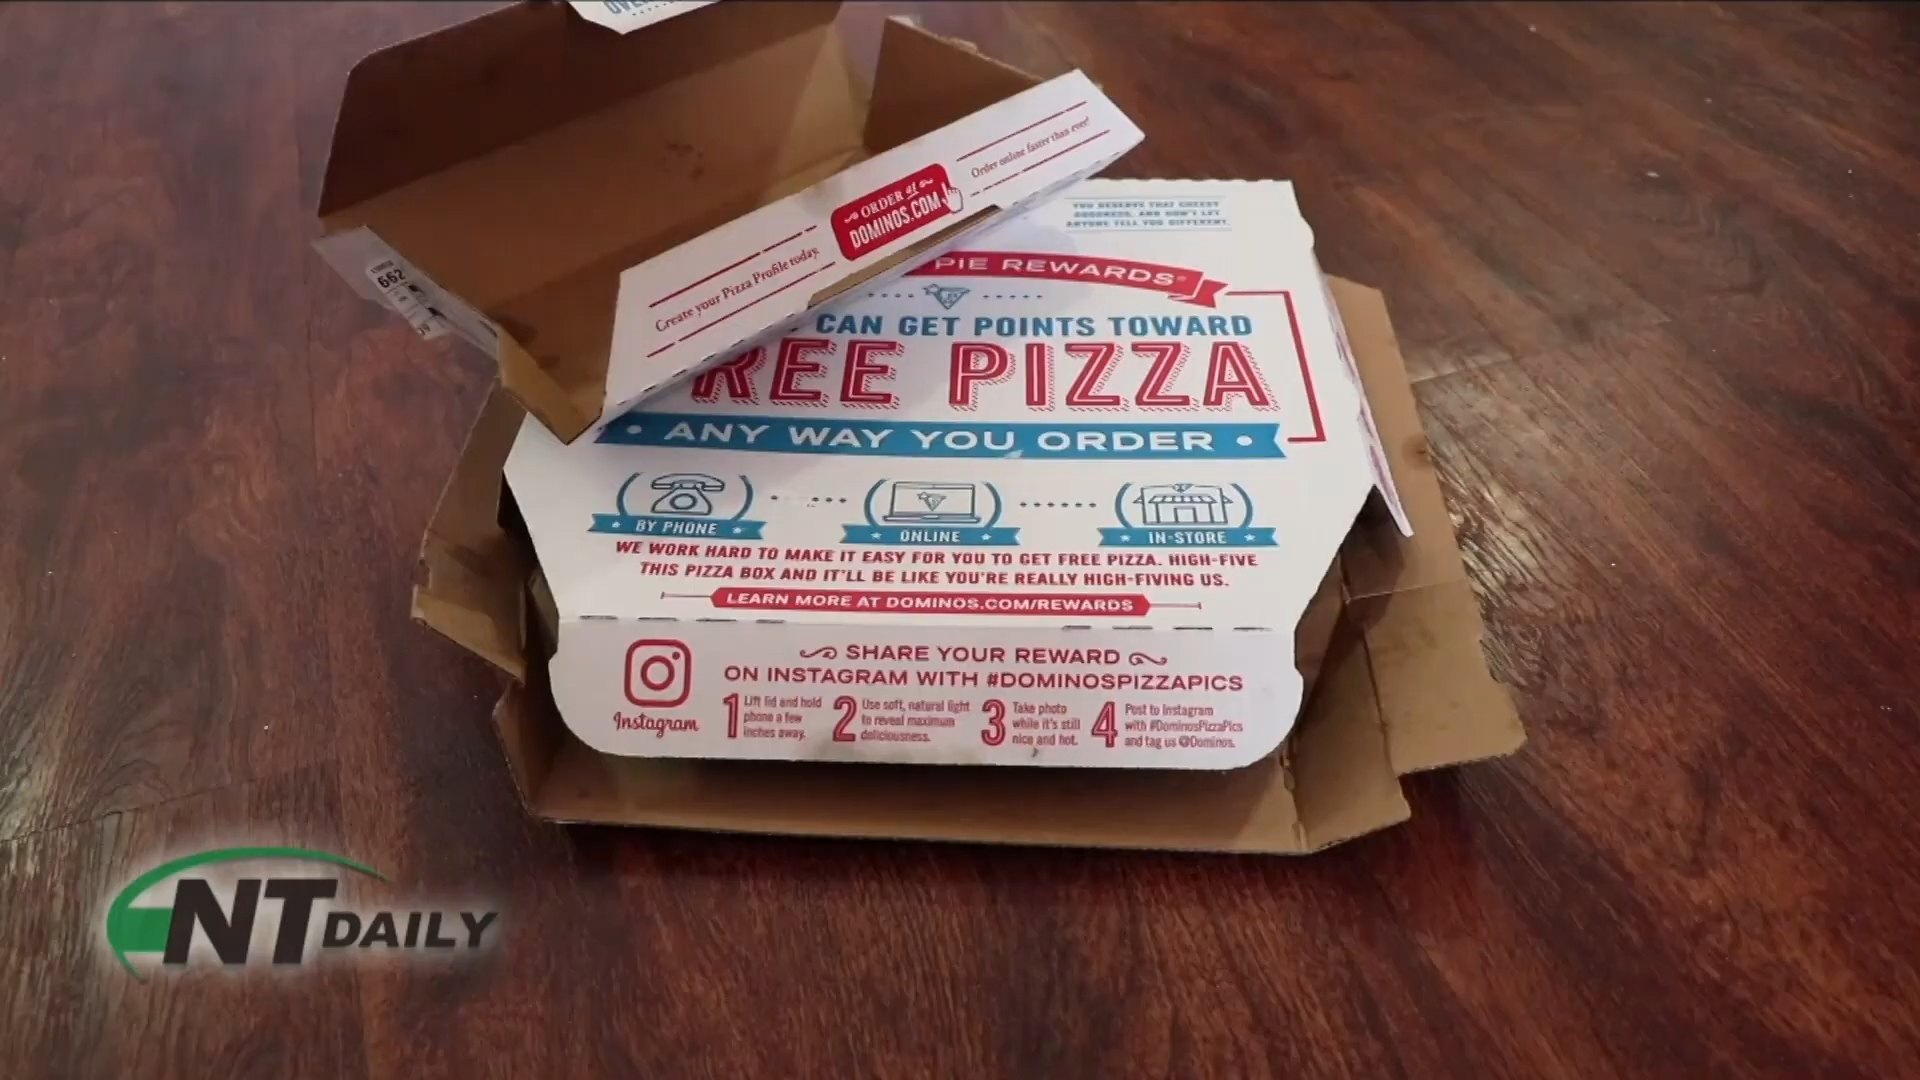 ORDER at
DOMINOS.COM
Create your Pizza Profile today.
Order online faster than ever!
662
YOU DESERVE THAT CHEESY
GOODNESS, AND DON'T LET
ANYONE TELL YOU DIFFERENT.
PIE REWARDS®
CAN GET POINTS TOWARD
REE PIZZA
ANY WAY YOU ORDER
BY PHONE
ONLINE
IN-STORE
WE WORK HARD TO MAKE IT EASY FOR YOU TO GET FREE PIZZA. HIGH-FIVE
THIS PIZZA BOX AND IT'LL BE LIKE YOU'RE REALLY HIGH-FIVING US.
LEARN MORE AT DOMINOS.COM/REWARDS
SHARE YOUR REWARD
ON INSTAGRAM WITH #DOMINOSPIZZAPICS
Instagram
1 Lift lid and hold
phone a few
inches away.
2 Use soft, natural light
to reveal maximum
deliciousness.
3 Take photo
while it's still
nice and hot.
4 Post to Instagram
with #DominosPizzaPics
and tag us @Dominos.
NT DAILY